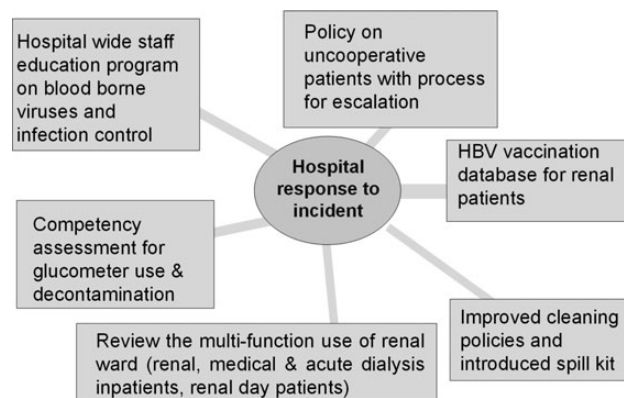 Hospital wide staff
education program
on blood borne
viruses and
infection control
Policy on
uncooperative
patients with process
for escalation
Hospital
response to
incident
HBV vaccination
database for renal
patients
Competency
assessment for
glucometer use &
decontamination
Improved cleaning
policies and
introduced spill kit
Review the multi-function use of renal
ward (renal, medical & acute dialysis
inpatients, renal day patients)